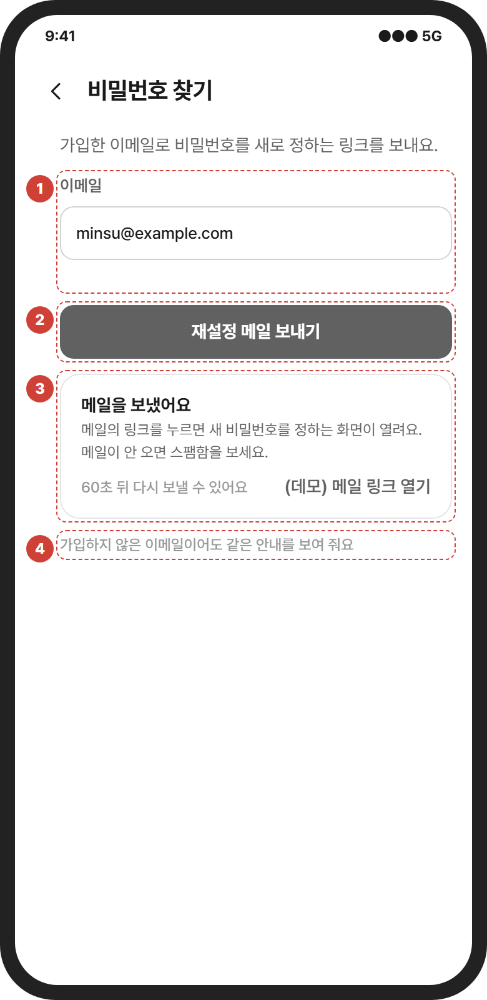 9:41
5G
비밀번호 찾기
가입한 이메일로 비밀번호를 새로 정하는 링크를 보내요.
1
이메일
minsu@example.com
2
재설정 메일 보내기
3
메일을 보냈어요
메일의 링크를 누르면 새 비밀번호를 정하는 화면이 열려요.
메일이 안 오면 스팸함을 보세요.
60초 뒤 다시 보낼 수 있어요
(데모) 메일 링크 열기
4
가입하지 않은 이메일이어도 같은 안내를 보여 줘요